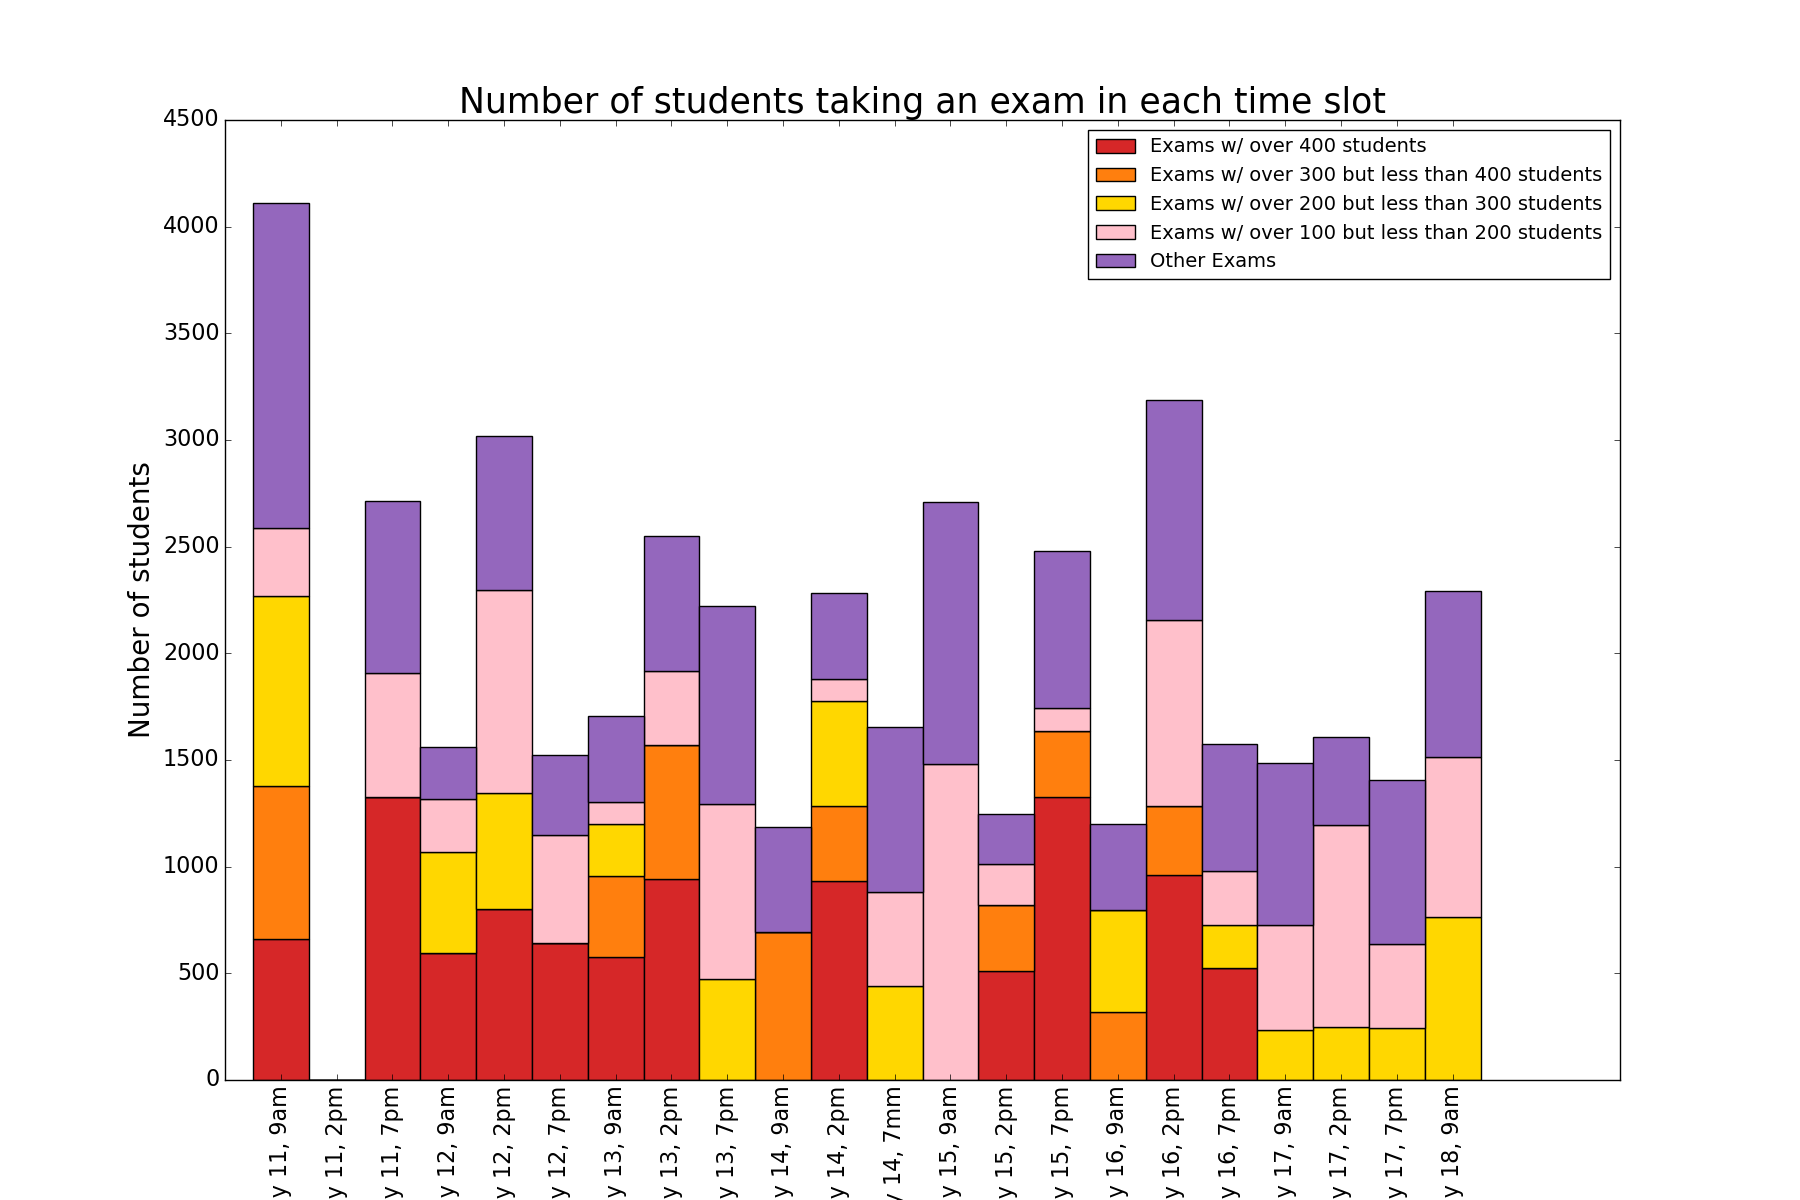 Number of students taking an exam in each time slot
Exams w/ over 400 students
Exams w/ over 300 but less than 400 students
Exams w/ over 200 but less than 300 students
Exams w/ over 100 but less than 200 students
Other Exams
Number of students
4500
4000
3500
3000
2500
2000
1500
1000
500
0
y 11, 9am
y 11, 2pm
y 11, 7pm
y 12, 9am
y 12, 2pm
y 12, 7pm
y 13, 9am
y 13, 2pm
y 13, 7pm
y 14, 9am
y 14, 2pm
y 14, 7mm
y 15, 9am
y 15, 2pm
y 15, 7pm
y 16, 9am
y 16, 2pm
y 16, 7pm
y 17, 9am
y 17, 2pm
y 17, 7pm
y 18, 9am